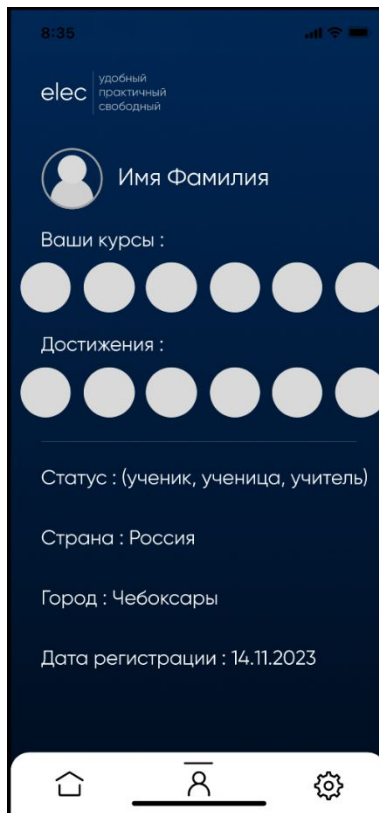 8:35
elec
удобный
практичный
свободный
Имя Фамилия
Ваши курсы :
Достижения :
Статус : (ученик, ученица, учитель)
Страна : Россия
Город : Чебоксары
Дата регистрации : 14.11.2023